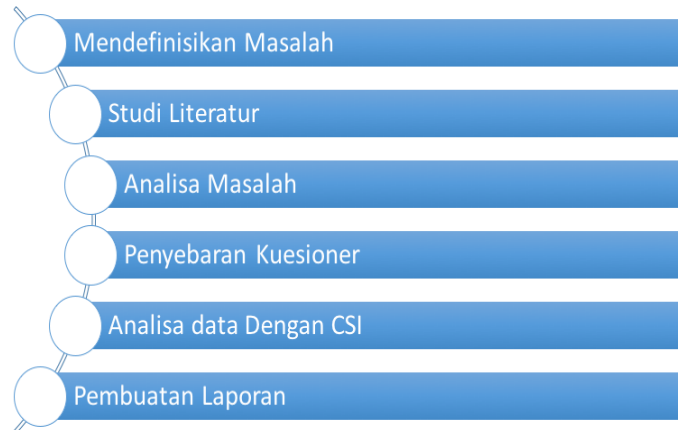 Mendefinisikan Masalah
Studi Literatur
Analisa Masalah
Penyebaran Kuesioner
Analisa data Dengan CSI
Pembuatan Laporan